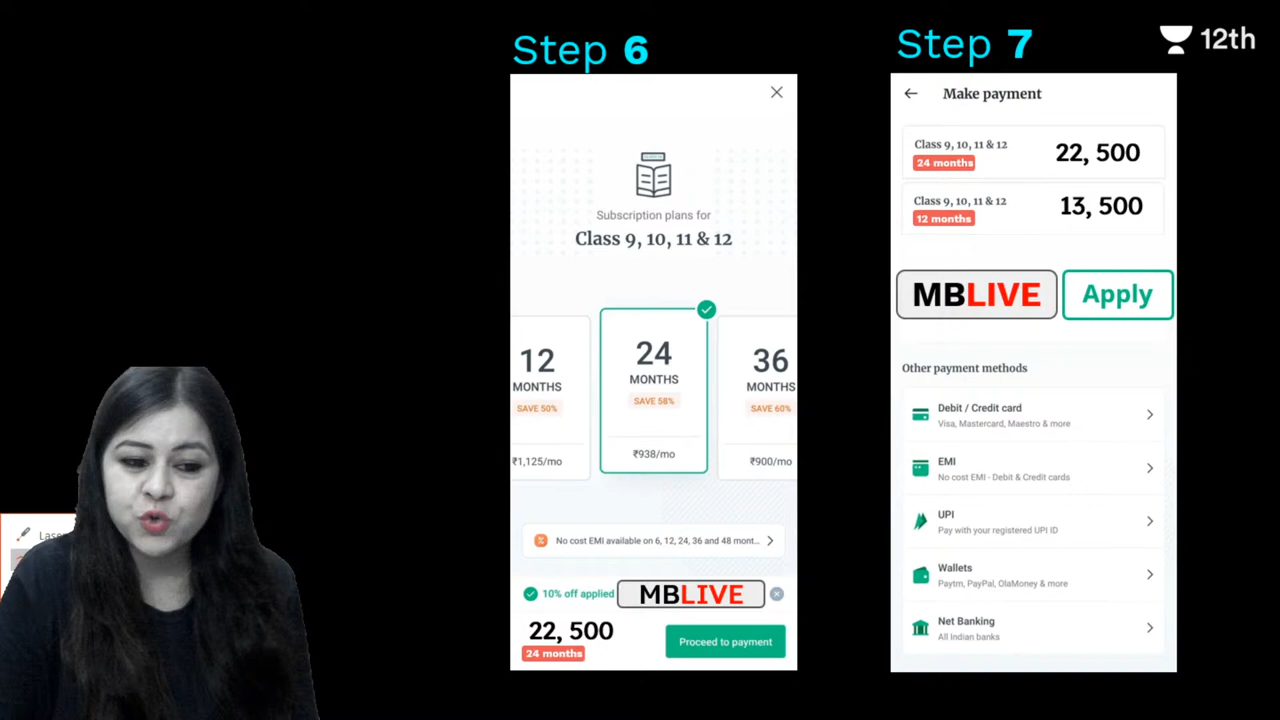 Step 6
Subscription plans for
Class 9, 10, 11 & 12
12
MONTHS
SAVE 50%
₹1,125/mo
24
MONTHS
SAVE 58%
₹938/mo
36
MONTHS
SAVE 60%
₹900/mo
No cost EMI available on 6, 12, 24, 36 and 48 mont...
10% off applied MBLIVE
22, 500
24 months
Proceed to payment
Step 7
12th
Make payment
Class 9, 10, 11 & 12
24 months
22, 500
Class 9, 10, 11 & 12
12 months
13, 500
MBLIVE
Apply
Other payment methods
Debit / Credit card
Visa, Mastercard, Maestro & more
EMI
No cost EMI - Debit & Credit cards
UPI
Pay with your registered UPI ID
Wallets
Paytm, PayPal, OlaMoney & more
Net Banking
All Indian banks